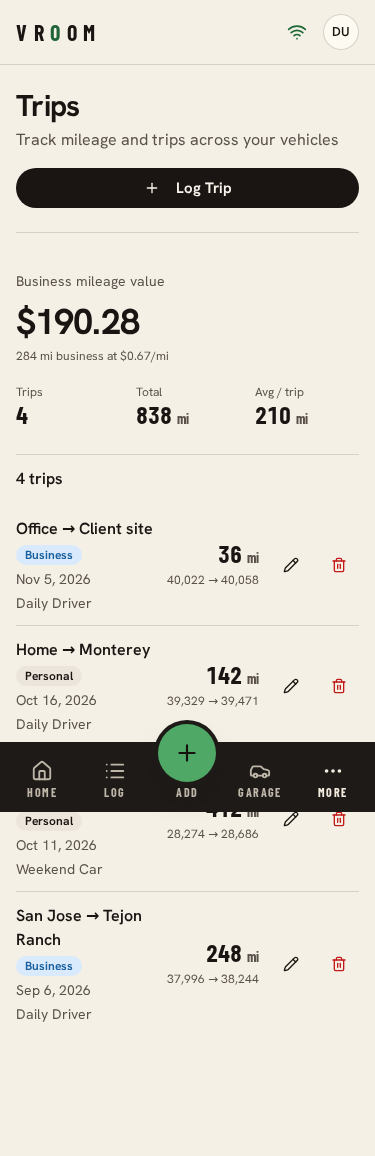 VROOM
DU
Trips
Track mileage and trips across your vehicles
Log Trip
Business mileage value
$190.28
284 mi business at $0.67/mi
Trips
Total
Avg / trip
4
838 mi
210 mi
4 trips
Office → Client site
Business
36 mi
Nov 5, 2026
40,022 → 40,058
Daily Driver
Home → Monterey
Personal
142 mi
Oct 16, 2026
39,329 → 39,471
Daily Driver
HOME
LOG
ADD
GARAGE
MORE
Personal
28,274 → 28,686
Oct 11, 2026
Weekend Car
San Jose → Tejon
Ranch
Business
248 mi
Sep 6, 2026
37,996 → 38,244
Daily Driver